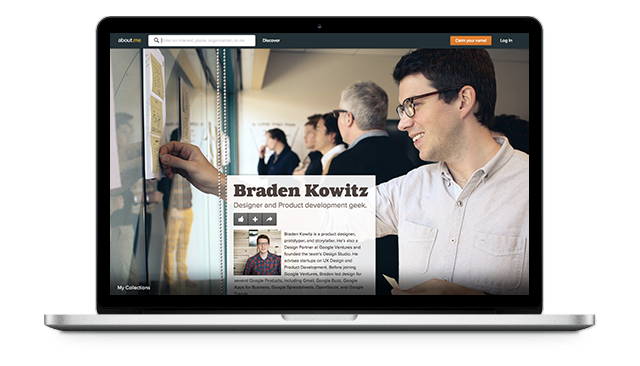 about.me
Discover
Claim your name!
Log In
Braden Kowitz
Designer and Product development geek.
Braden Kowitz is a product designer,
prototyper, and storyteller. He's also a
Design Partner at Google Ventures and
founded the team's Design Studio. He
advises startups on UX Design and
Product Development. Before joining
Google Ventures, Braden led design for
several Google Products, including Gmail, Google Buzz, Google
Apps for Business, Google Spreadsheets, OpenSocial, and Google
Trends.
My Collections